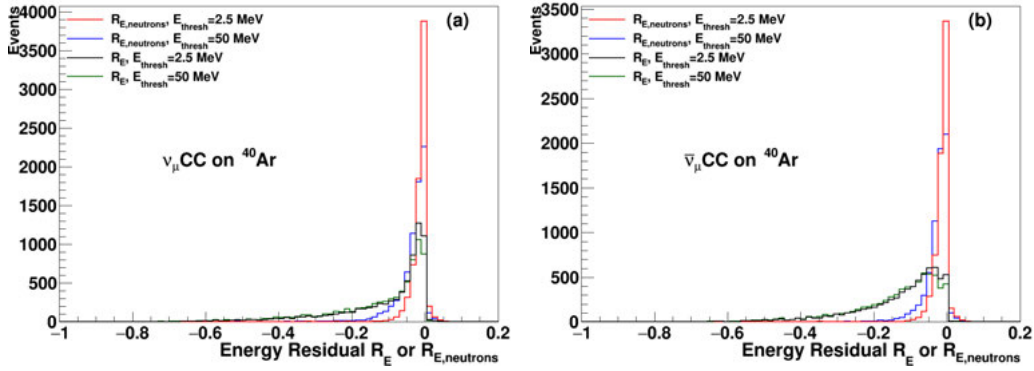 Events
4000
3500
3000
2500
2000
1500
1000
500
0
R_E,neutrons, E_thresh=2.5 MeV
R_E,neutrons, E_thresh=50 MeV
R_E, E_thresh=2.5 MeV
R_E, E_thresh=50 MeV
(a)
ν_μCC on ⁴⁰Ar
−1 −0.8 −0.6 −0.4 −0.2 0 0.2
Energy Residual R_E or R_E,neutrons
Events
3500
3000
2500
2000
1500
1000
500
0
R_E,neutrons, E_thresh=2.5 MeV
R_E,neutrons, E_thresh=50 MeV
R_E, E_thresh=2.5 MeV
R_E, E_thresh=50 MeV
(b)
ν̅_μCC on ⁴⁰Ar
−1 −0.8 −0.6 −0.4 −0.2 0 0.2
Energy Residual R_E or R_E,neutrons